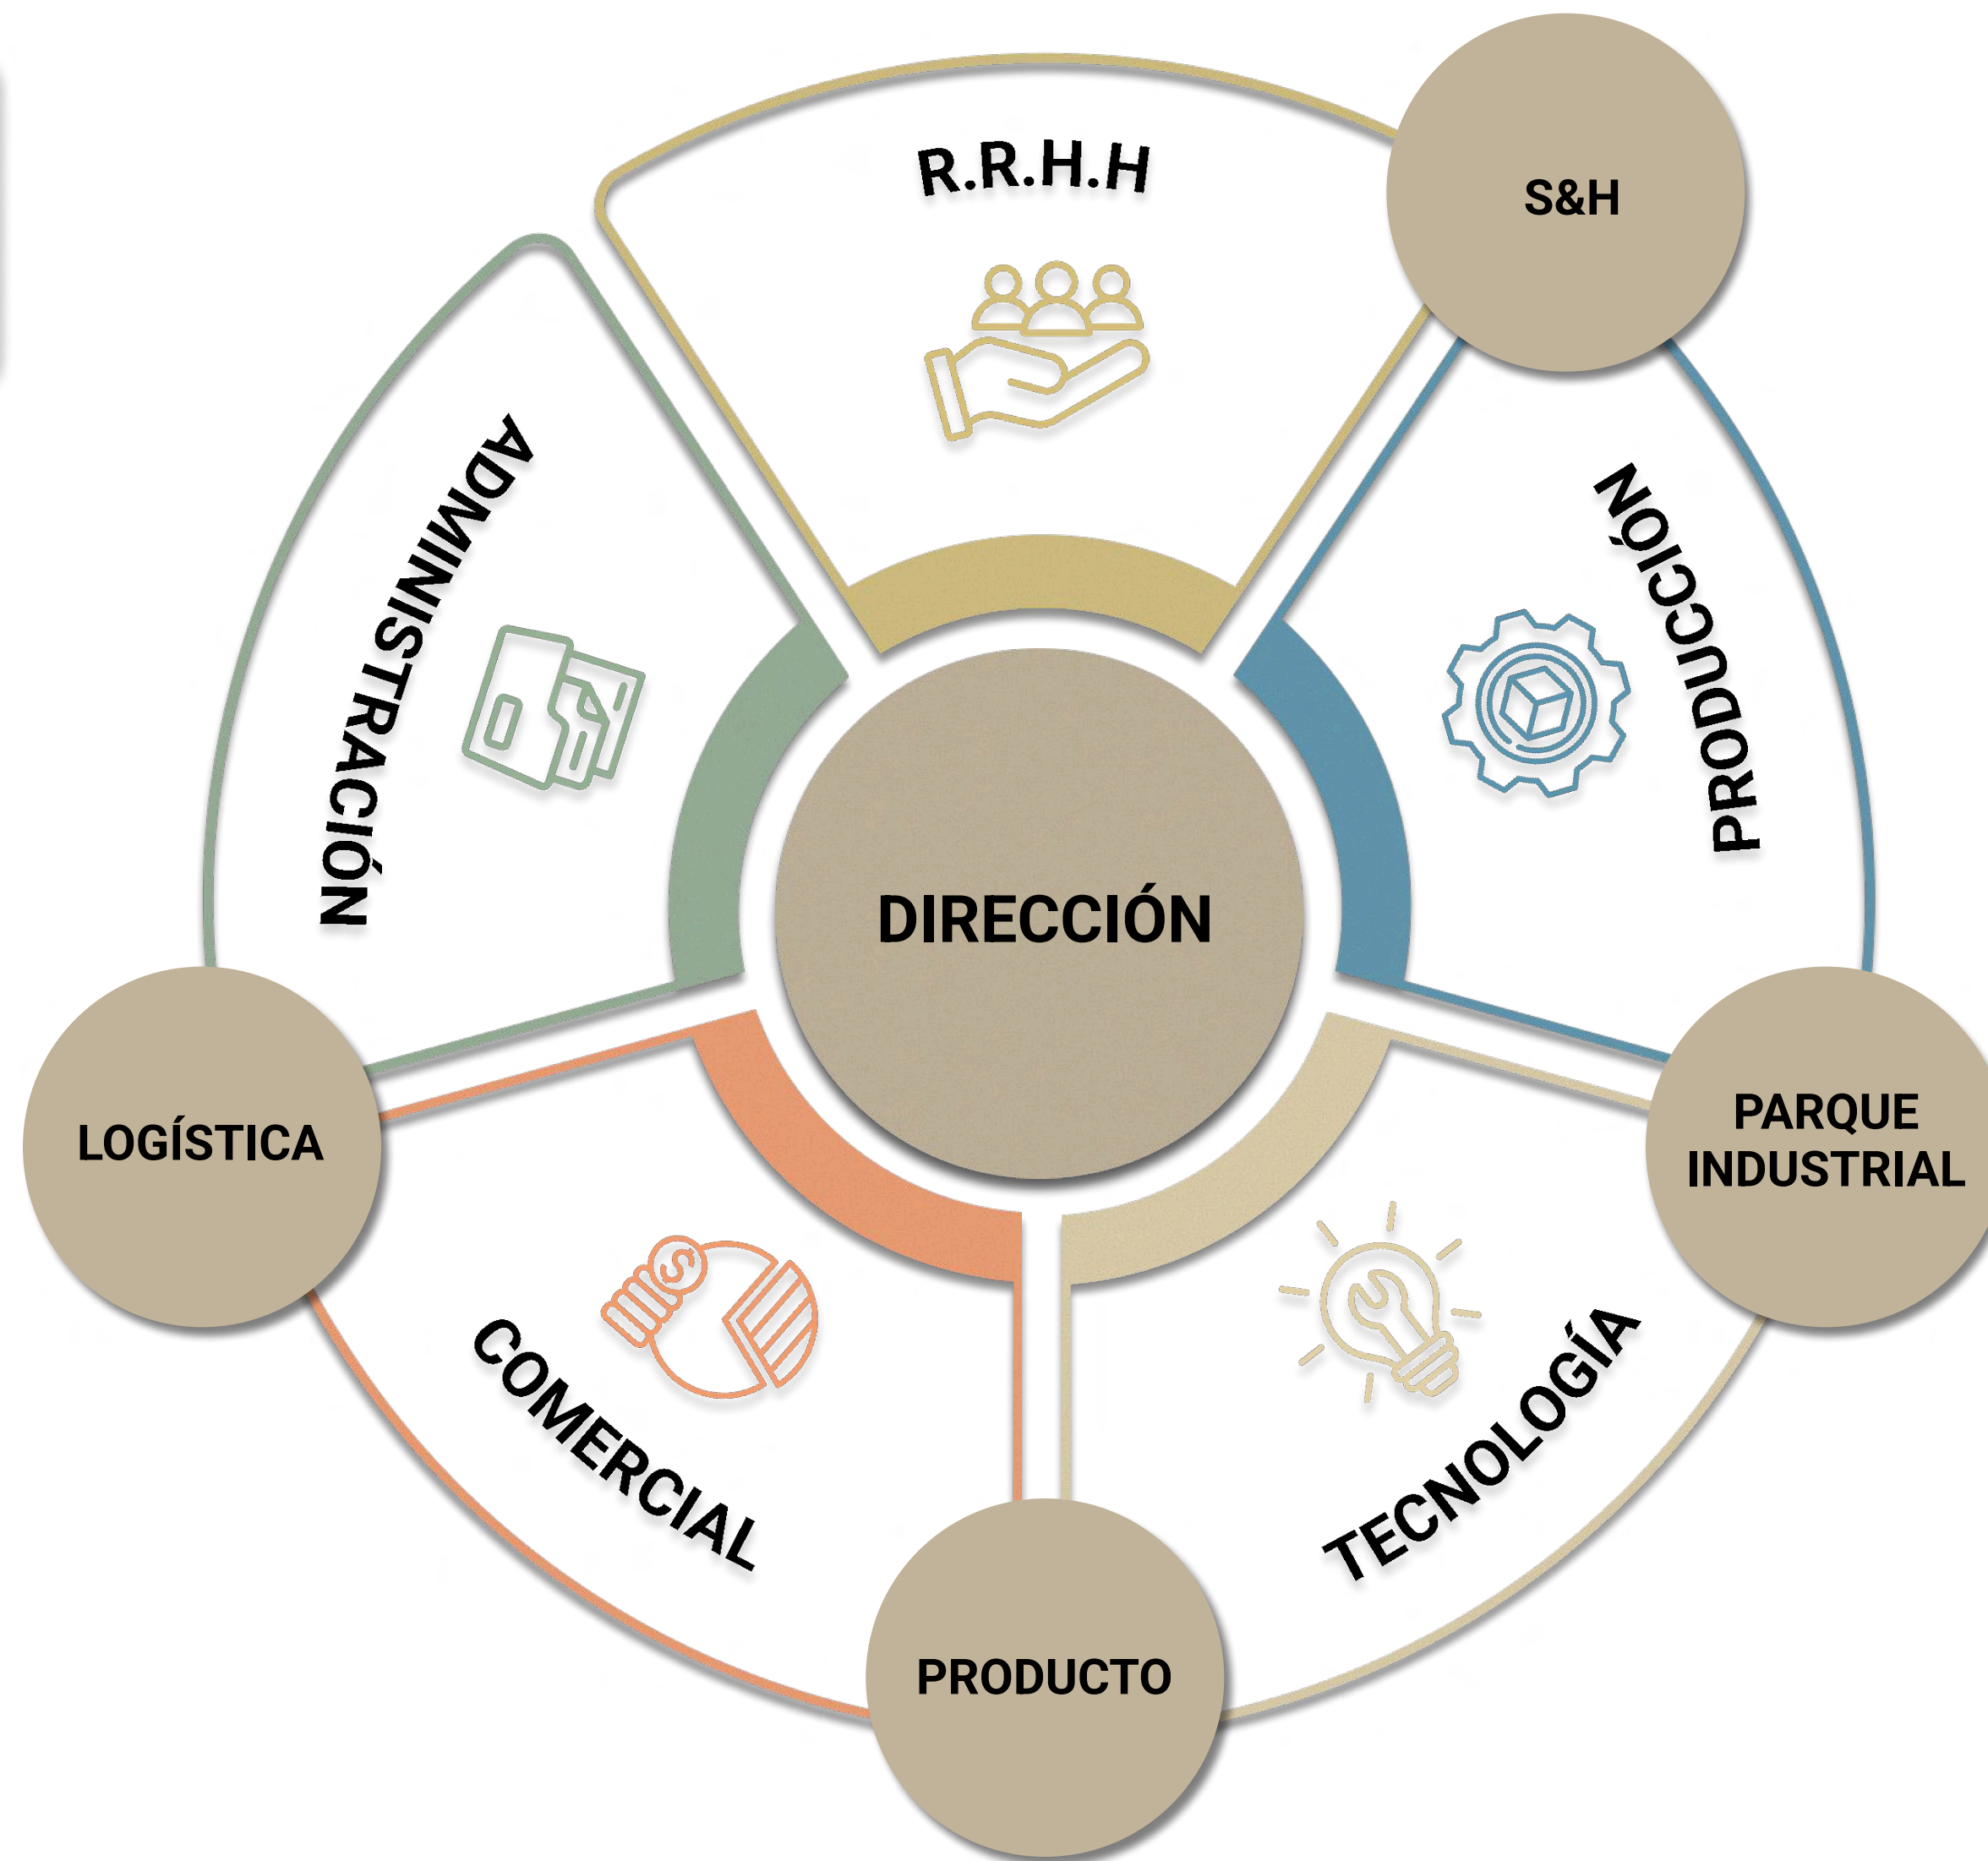 R.R.H.H
S&H
ADMINISTRACIÓN
PRODUCCIÓN
DIRECCIÓN
LOGÍSTICA
PARQUE
INDUSTRIAL
$
COMERCIAL
TECNOLOGÍA
PRODUCTO